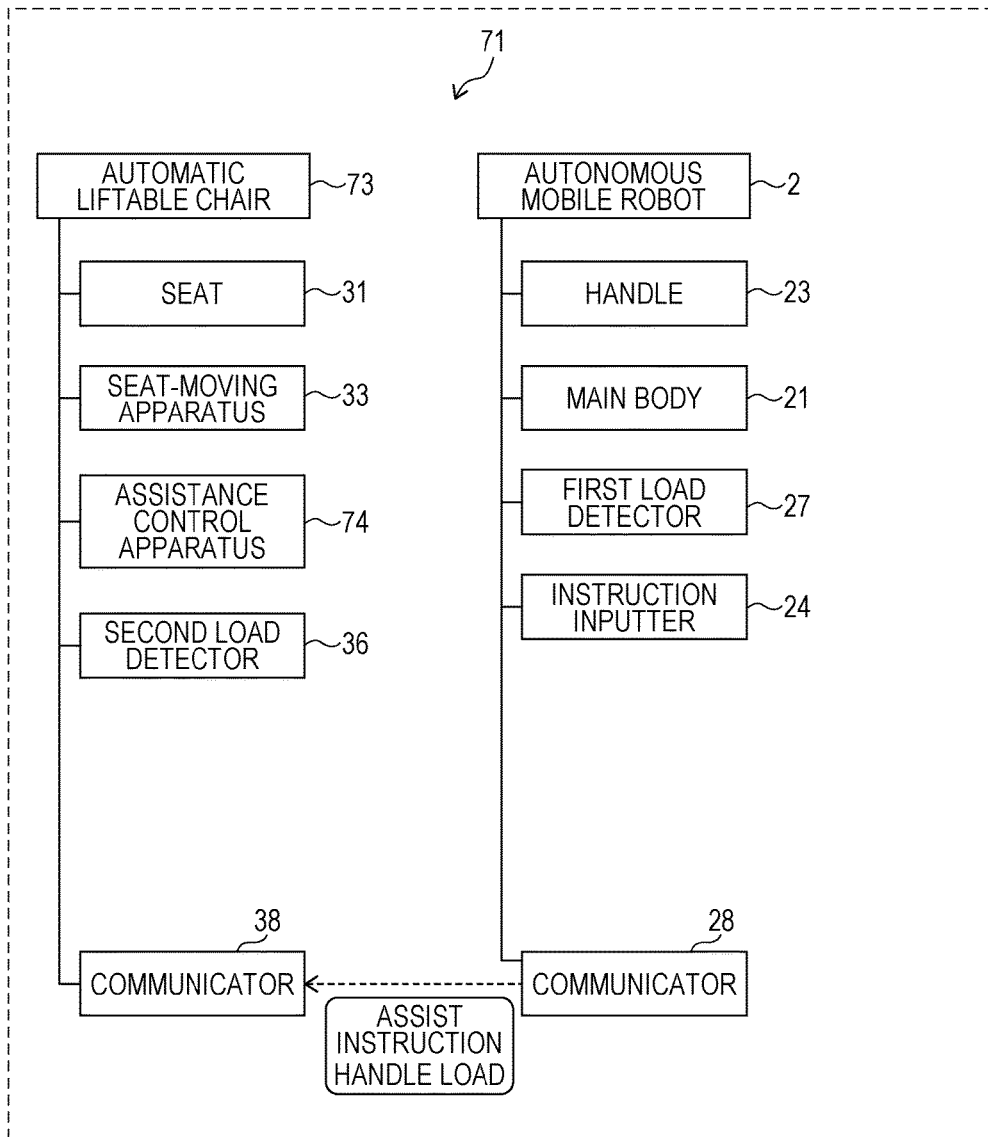 71
AUTOMATIC
LIFTABLE CHAIR
73
SEAT
31
SEAT-MOVING
APPARATUS
33
ASSISTANCE
CONTROL
APPARATUS
74
SECOND LOAD
DETECTOR
36
38
COMMUNICATOR
AUTONOMOUS
MOBILE ROBOT
2
HANDLE
23
MAIN BODY
21
FIRST LOAD
DETECTOR
27
INSTRUCTION
INPUTTER
24
28
COMMUNICATOR
ASSIST
INSTRUCTION
HANDLE LOAD